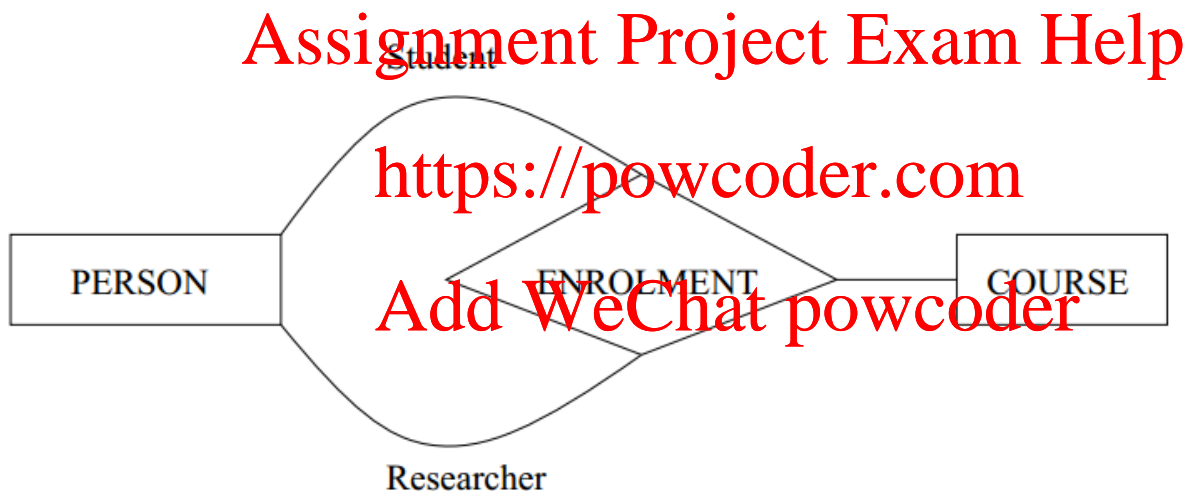 Assignment Project Exam Help
Student
https://powcoder.com
PERSON
ENROLMENT
COURSE
Add WeChat powcoder
Researcher